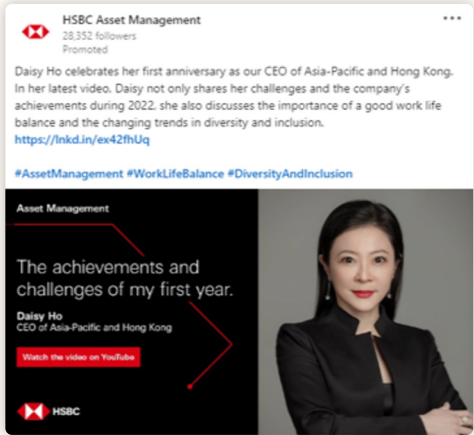 HSBC Asset Management
28,352 followers
Promoted
Daisy Ho celebrates her first anniversary as our CEO of Asia-Pacific and Hong Kong.
In her latest video, Daisy not only shares her challenges and the company's
achievements during 2022, she also discusses the importance of a good work life
balance and the changing trends in diversity and inclusion.
https://lnkd.in/ex42fhUq
#AssetManagement #WorkLifeBalance #DiversityAndInclusion
Asset Management
The achievements and
challenges of my first year.
Daisy Ho
CEO of Asia-Pacific and Hong Kong
Watch the video on YouTube
HSBC